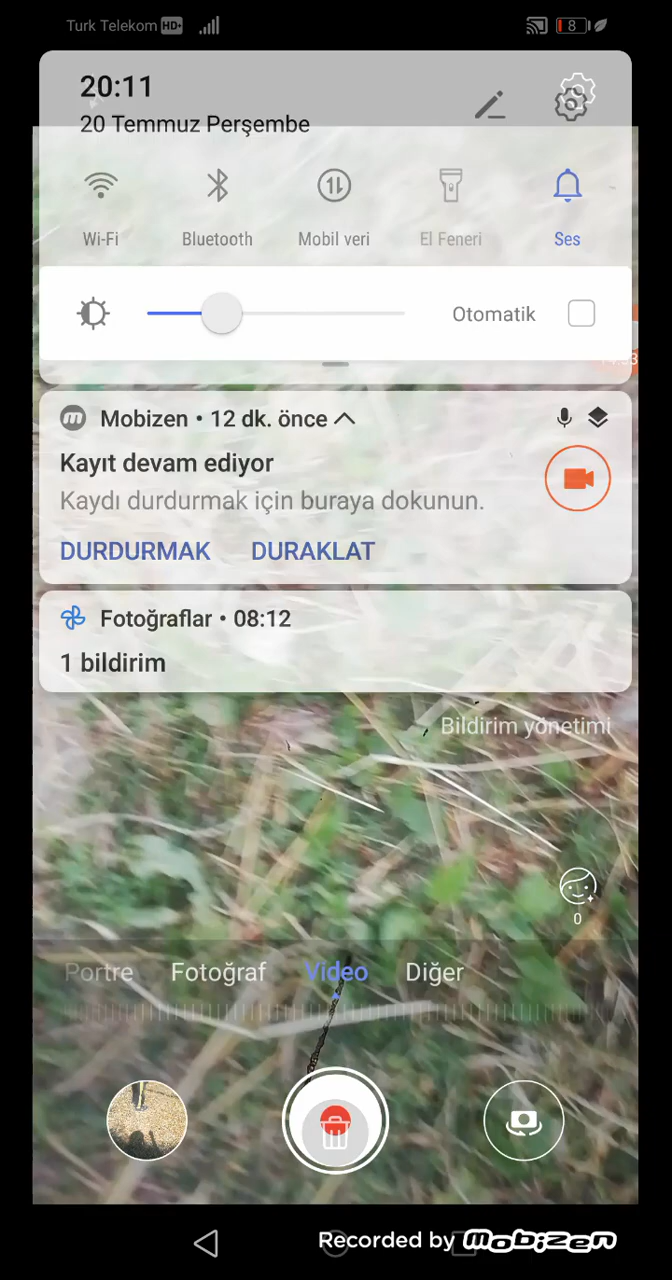 Turk Telekom HD+
8
20:11
20 Temmuz Perşembe
Wi-Fi
Bluetooth
Mobil veri
El Feneri
Ses
Otomatik
Mobizen • 12 dk. önce
Kayıt devam ediyor
Kaydı durdurmak için buraya dokunun.
DURDURMAK
DURAKLAT
Fotoğraflar • 08:12
1 bildirim
Bildirim yönetimi
0
Portre
Fotoğraf
Video
Diğer
Recorded by mobizen